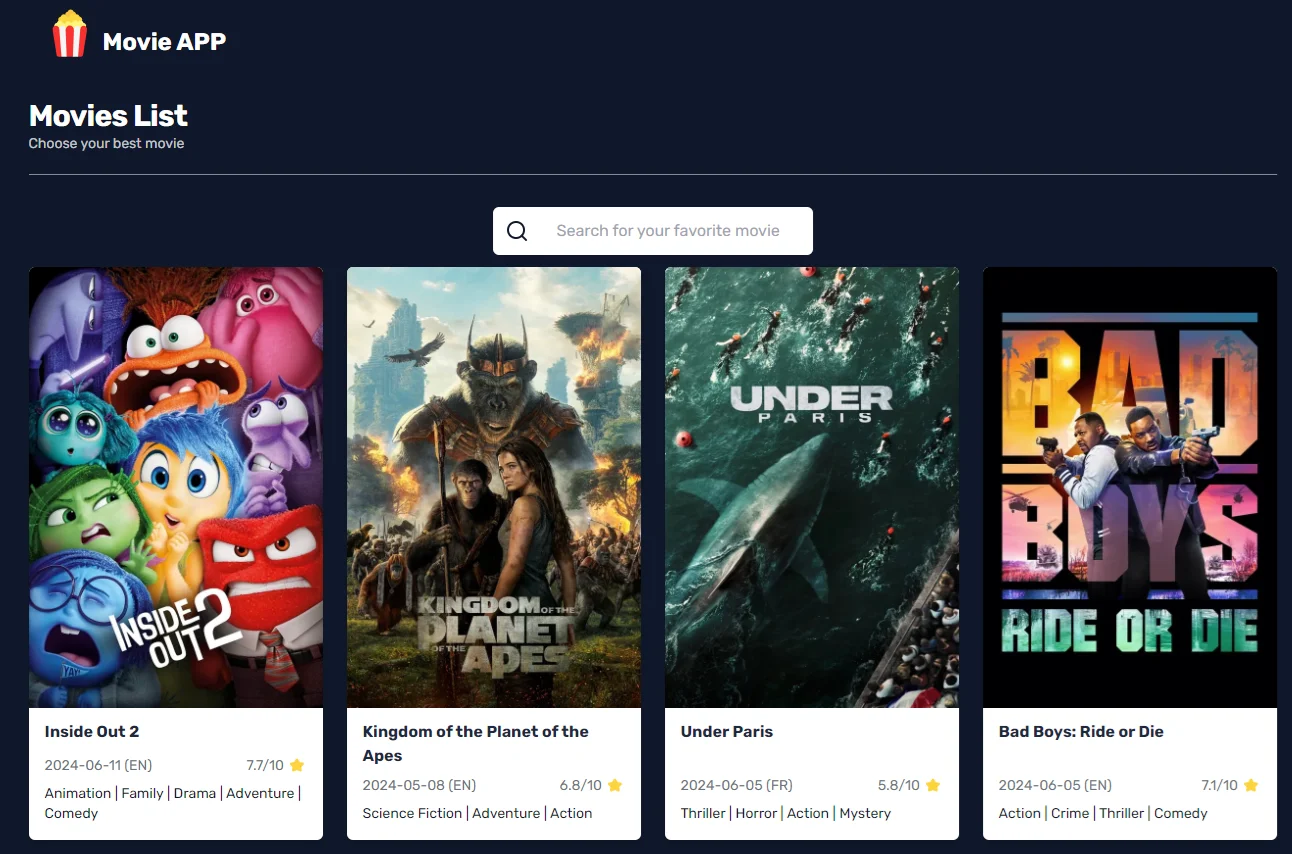 Movie APP
Movies List
Choose your best movie
Search for your favorite movie
INSIDE
OUT 2
YAY!
KINGDOM OF THE
PLANET
OF THE
APES
UNDER
PARIS
BAD
BOYS
RIDE OR DIE
Inside Out 2
2024-06-11 (EN) 7.7/10
Animation | Family | Drama | Adventure |
Comedy
Kingdom of the Planet of the
Apes
2024-05-08 (EN) 6.8/10
Science Fiction | Adventure | Action
Under Paris
2024-06-05 (FR) 5.8/10
Thriller | Horror | Action | Mystery
Bad Boys: Ride or Die
2024-06-05 (EN) 7.1/10
Action | Crime | Thriller | Comedy